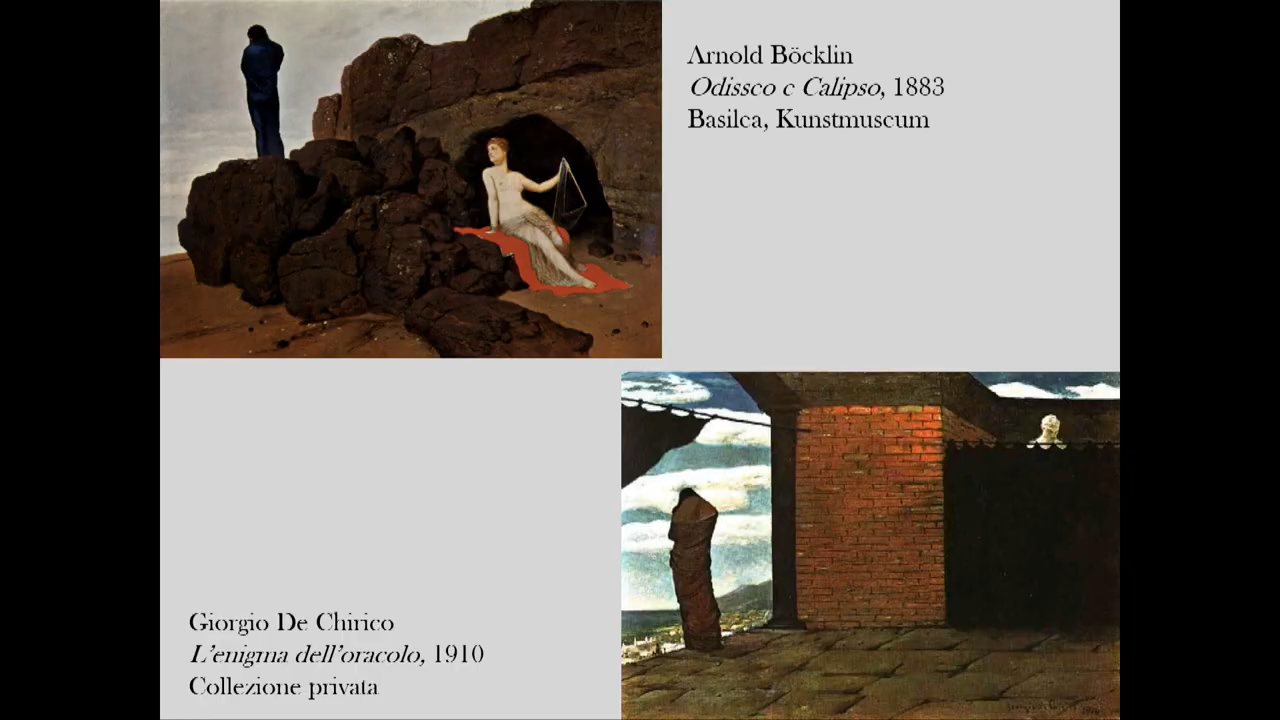 Arnold Böcklin
Odisseo e Calipso, 1883
Basilea, Kunstmuseum
Giorgio De Chirico
L'enigma dell'oracolo, 1910
Collezione privata